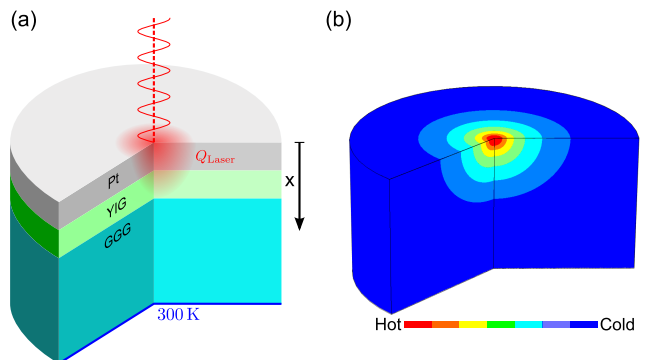 (a)
(b)
Q_Laser
x
Pt
YIG
GGG
300 K
Hot
Cold